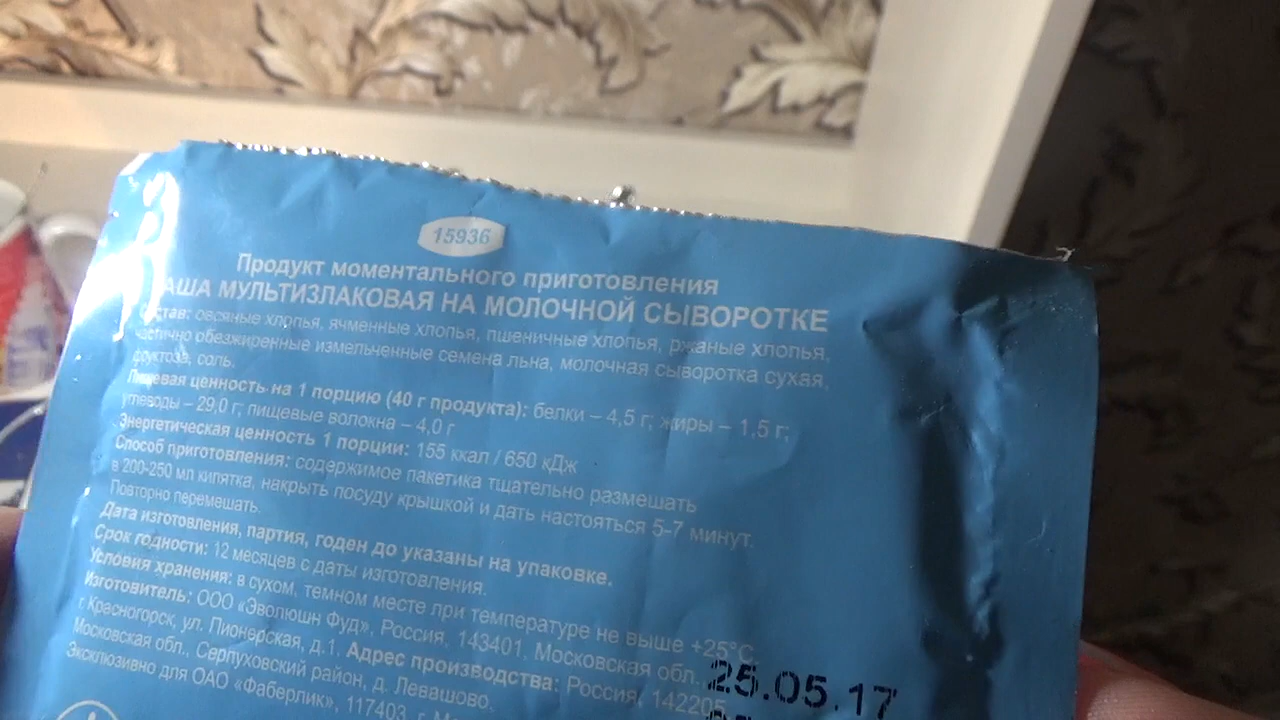 15936
Продукт моментального приготовления
АША МУЛЬТИЗЛАКОВАЯ НА МОЛОЧНОЙ СЫВОРОТКЕ
став: овсяные хлопья, ячменные хлопья, пшеничные хлопья, ржаные хлопья,
частично обезжиренные измельченные семена льна, молочная сыворотка сухая,
фруктоза, соль.
Пищевая ценность на 1 порцию (40 г продукта): белки – 4,5 г; жиры – 1,5 г;
углеводы – 29,0 г; пищевые волокна – 4,0 г
Энергетическая ценность 1 порции: 155 ккал / 650 кДж
Способ приготовления: содержимое пакетика тщательно размешать
в 200-250 мл кипятка, накрыть посуду крышкой и дать настояться 5-7 минут.
Повторно перемешать.
Дата изготовления, партия, годен до указаны на упаковке.
Срок годности: 12 месяцев с даты изготовления.
Условия хранения: в сухом, темном месте при температуре не выше +25°С
Изготовитель: ООО «Эволюшн Фуд», Россия, 143401, Московская обл.,
г. Красногорск, ул. Пионерская, д.1. Адрес производства: Россия, 142205,
Московская обл., Серпуховский район, д. Левашово.
Эксклюзивно для ОАО «Фаберлик», 117403, г.
25.05.17